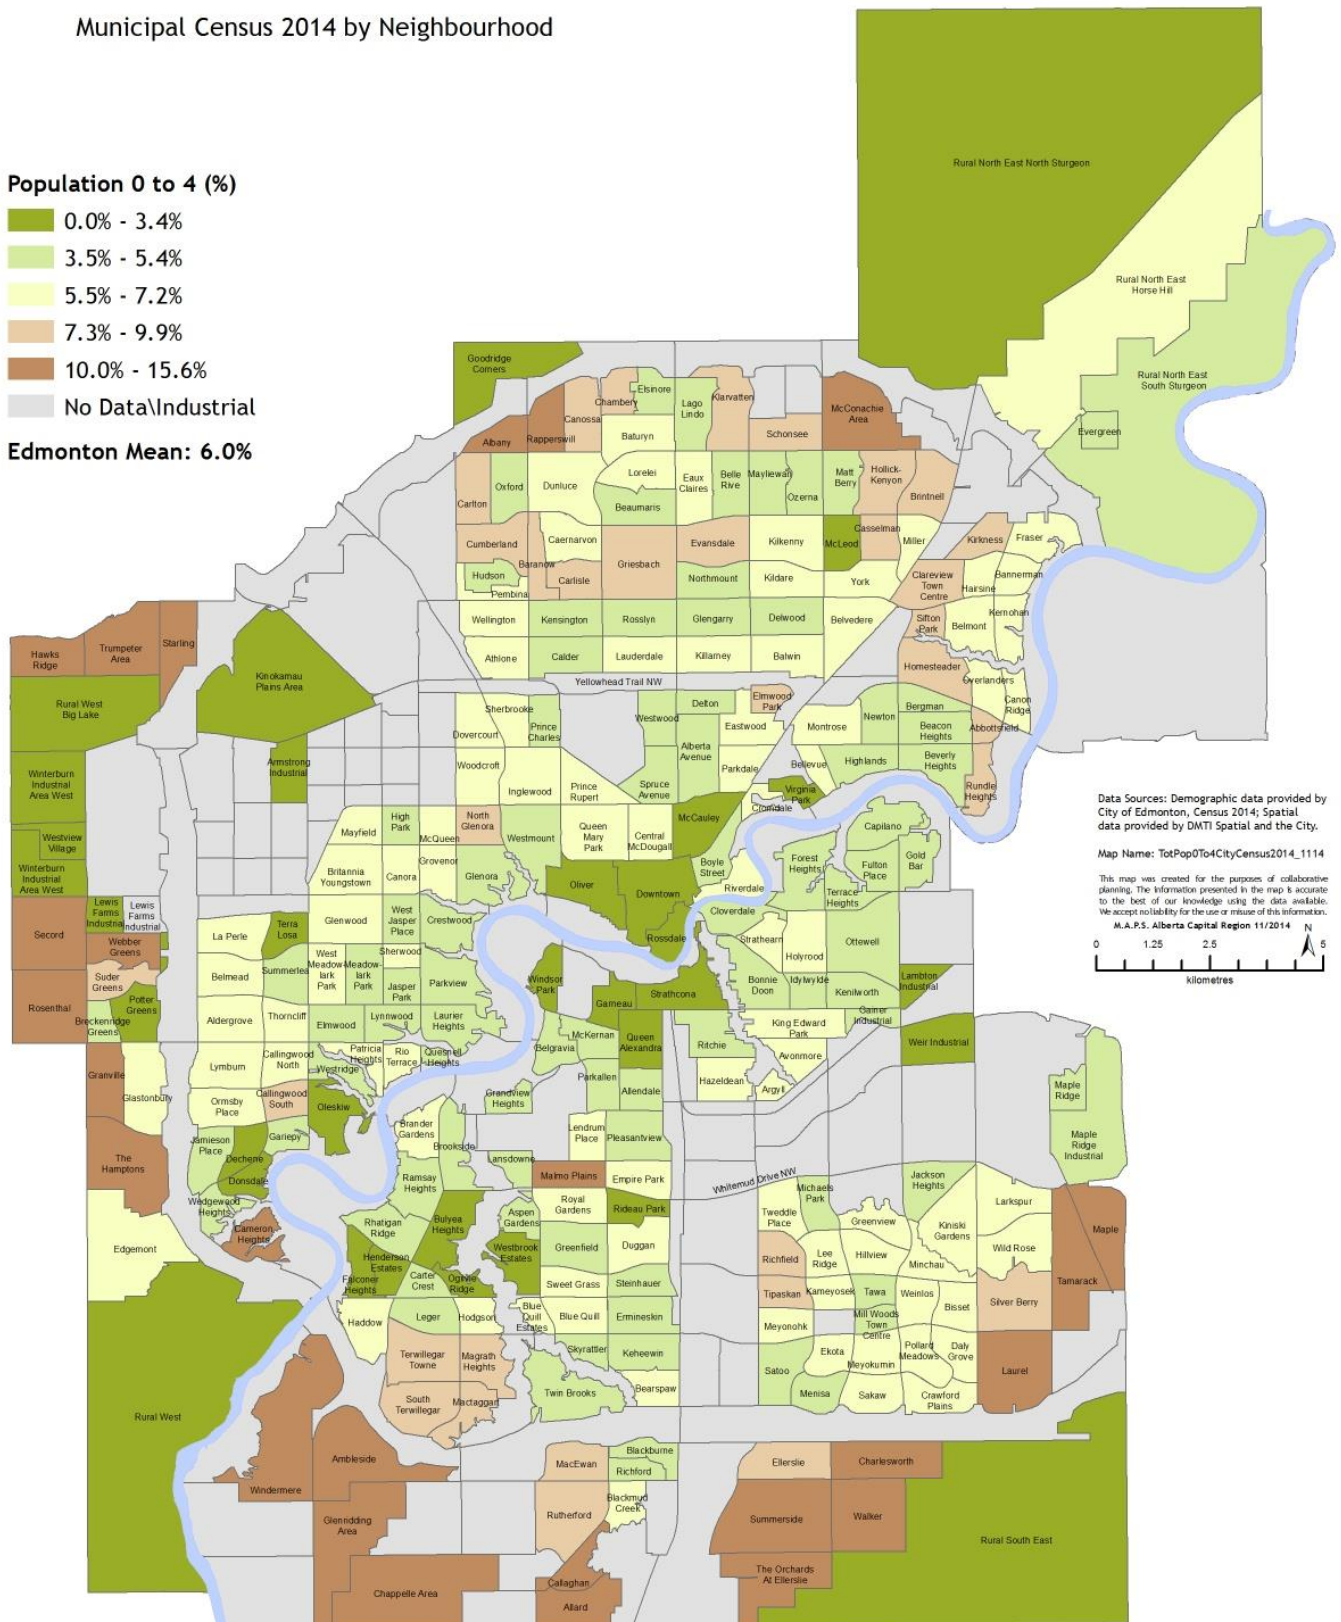 Municipal Census 2014 by Neighbourhood
Population 0 to 4 (%)
0.0% - 3.4%
3.5% - 5.4%
5.5% - 7.2%
7.3% - 9.9%
10.0% - 15.6%
No Data\Industrial
Edmonton Mean: 6.0%
Rural North East North Sturgeon
Rural North East
Horse Hill
Rural North East
South Sturgeon
Evergreen
Goodridge
Corners
Elsinore
Chambery
Lago
Lindo
Klarvatten
McConachie
Area
Canossa
Albany
Rapperswill
Baturyn
Schonsee
Carlton
Oxford
Dunluce
Lorelei
Beaumaris
Eaux
Claires
Belle
Rive
Mayliewan
Ozerna
Matt
Berry
Hollick-
Kenyon
Brintnell
Cumberland
Caernarvon
Baranow
Carlisle
Griesbach
Evansdale
Kilkenny
McLeod
Casselman
Miller
Kirkness
Fraser
Hudson
Pembina
Northmount
Kildare
York
Clareview
Town
Centre
Hairsine
Bannerman
Kernohan
Wellington
Kensington
Rosslyn
Glengarry
Delwood
Belvedere
Sifton
Park
Belmont
Athlone
Calder
Lauderdale
Killarney
Balwin
Homesteader
Overlanders
Canon
Ridge
Yellowhead Trail NW
Hawks
Ridge
Trumpeter
Area
Starling
Rural West
Big Lake
Kinokamau
Plains Area
Winterburn
Industrial
Area West
Armstrong
Industrial
Westview
Village
Winterburn
Industrial
Area West
Sherbrooke
Dovercourt
Prince
Charles
Woodcroft
Inglewood
Prince
Rupert
Westwood
Delton
Elmwood
Park
Eastwood
Alberta
Avenue
Parkdale
Spruce
Avenue
Montrose
Newton
Bergman
Beacon
Heights
Abbottsfield
Bellevue
Highlands
Beverly
Heights
Rundle
Heights
Virginia
Park
Cromdale
Mayfield
High
Park
McQueen
North
Glenora
Westmount
Queen
Mary
Park
Central
McDougall
McCauley
Britannia
Youngstown
Canora
Grovenor
Glenora
Oliver
Downtown
Boyle
Street
Riverdale
Forest
Heights
Capilano
Fulton
Place
Gold
Bar
Terrace
Heights
Cloverdale
Rossdale
Lewis
Farms
Industrial
Lewis
Farms
Industrial
Secord
Webber
Greens
Suder
Greens
Potter
Greens
Rosenthal
Breckenridge
Greens
La Perle
Terra
Losa
Glenwood
West
Jasper
Place
Crestwood
Belmead
Summerlea
West
Meadow-
lark
Park
Meadow-
lark
Park
Sherwood
Jasper
Park
Parkview
Aldergrove
Thorncliff
Elmwood
Lynnwood
Laurier
Heights
Windsor
Park
Garneau
Strathcona
Strathearn
Holyrood
Ottewell
Bonnie
Doon
Idylwylde
Kenilworth
Lambton
Industrial
Gainer
Industrial
Weir Industrial
King Edward
Park
Avonmore
Argyll
Ritchie
Hazeldean
Queen
Alexandra
McKernan
Belgravia
Parkallen
Allendale
Granville
Glastonbury
Lymburn
Callingwood
North
Patricia
Heights
Rio
Terrace
Quesnell
Heights
Westridge
Ormsby
Place
Callingwood
South
Oleskiw
Grandview
Heights
The
Hamptons
Jamieson
Place
Gariepy
Dechene
Donsdale
Wedgewood
Heights
Cameron
Heights
Edgemont
Brander
Gardens
Brookside
Lansdowne
Lendrum
Place
Pleasantview
Ramsay
Heights
Malmo Plains
Empire Park
Whitemud Drive NW
Rhatigan
Ridge
Bulyea
Heights
Aspen
Gardens
Royal
Gardens
Rideau Park
Westbrook
Estates
Greenfield
Duggan
Henderson
Estates
Falconer
Heights
Carter
Crest
Ogilvie
Ridge
Sweet Grass
Steinhauer
Haddow
Leger
Hodgson
Blue
Quill
Estates
Blue Quill
Ermineskin
Terwillegar
Towne
Magrath
Heights
Skyrattler
Keheewin
South
Terwillegar
Mactaggart
Twin Brooks
Bearspaw
Michaels
Park
Tweddle
Place
Jackson
Heights
Larkspur
Greenview
Kiniski
Gardens
Richfield
Lee
Ridge
Hillview
Minchau
Wild Rose
Maple
Tamarack
Maple
Ridge
Maple
Ridge
Industrial
Tipaskan
Kameyosek
Tawa
Weinlos
Bisset
Silver Berry
Meyonohk
Mill Woods
Town
Centre
Ekota
Meyokumin
Pollard
Meadows
Daly
Grove
Laurel
Satoo
Menisa
Sakaw
Crawford
Plains
Rural West
Windermere
Ambleside
Glenridding
Area
Chappelle Area
MacEwan
Blackburne
Richford
Rutherford
Blackmud
Creek
Callaghan
Allard
Ellerslie
Charlesworth
Summerside
Walker
The Orchards
At Ellerslie
Rural South East
Data Sources: Demographic data provided by
City of Edmonton, Census 2014; Spatial
data provided by DMTI Spatial and the City.
Map Name: TotPop0To4CityCensus2014_1114
This map was created for the purposes of collaborative
planning. The information presented in the map is accurate
to the best of our knowledge using the data available.
We accept no liability for the use or misuse of this information.
M.A.P.S. Alberta Capital Region 11/2014
N
0 1.25 2.5 5
kilometres